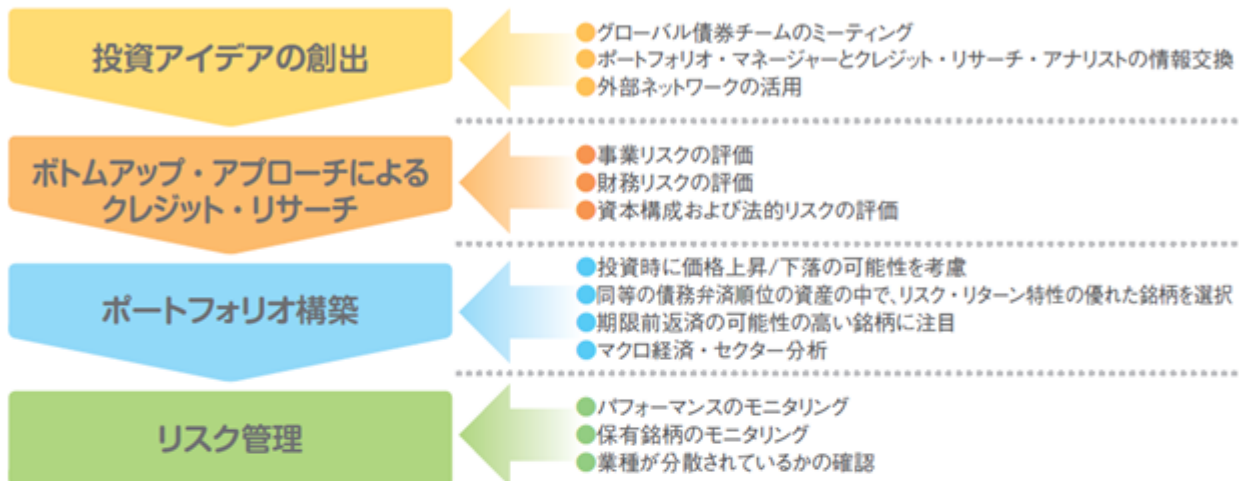 投資アイデアの創出
●グローバル債券チームのミーティング
●ポートフォリオ・マネージャーとクレジット・リサーチ・アナリストの情報交換
●外部ネットワークの活用
ボトムアップ・アプローチによる
クレジット・リサーチ
●事業リスクの評価
●財務リスクの評価
●資本構成および法的リスクの評価
ポートフォリオ構築
●投資時に価格上昇/下落の可能性を考慮
●同等の債務弁済順位の資産の中で、リスク・リターン特性の優れた銘柄を選択
●期限前返済の可能性の高い銘柄に注目
●マクロ経済・セクター分析
リスク管理
●パフォーマンスのモニタリング
●保有銘柄のモニタリング
●業種が分散されているかの確認